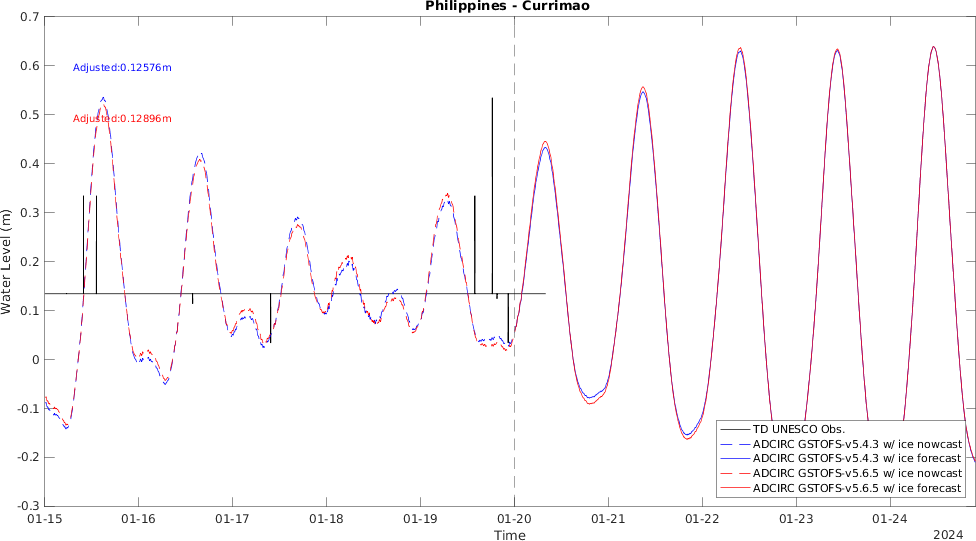 Philippines - Currimao
0.7
0.6
0.5
0.4
0.3
0.2
0.1
0
-0.1
-0.2
-0.3
Water Level (m)
Adjusted:0.12576m
Adjusted:0.12896m
TD UNESCO Obs.
ADCIRC GSTOFS-v5.4.3 w/ ice nowcast
ADCIRC GSTOFS-v5.4.3 w/ ice forecast
ADCIRC GSTOFS-v5.6.5 w/ ice nowcast
ADCIRC GSTOFS-v5.6.5 w/ ice forecast
01-15 01-16 01-17 01-18 01-19 01-20 01-21 01-22 01-23 01-24
Time
2024